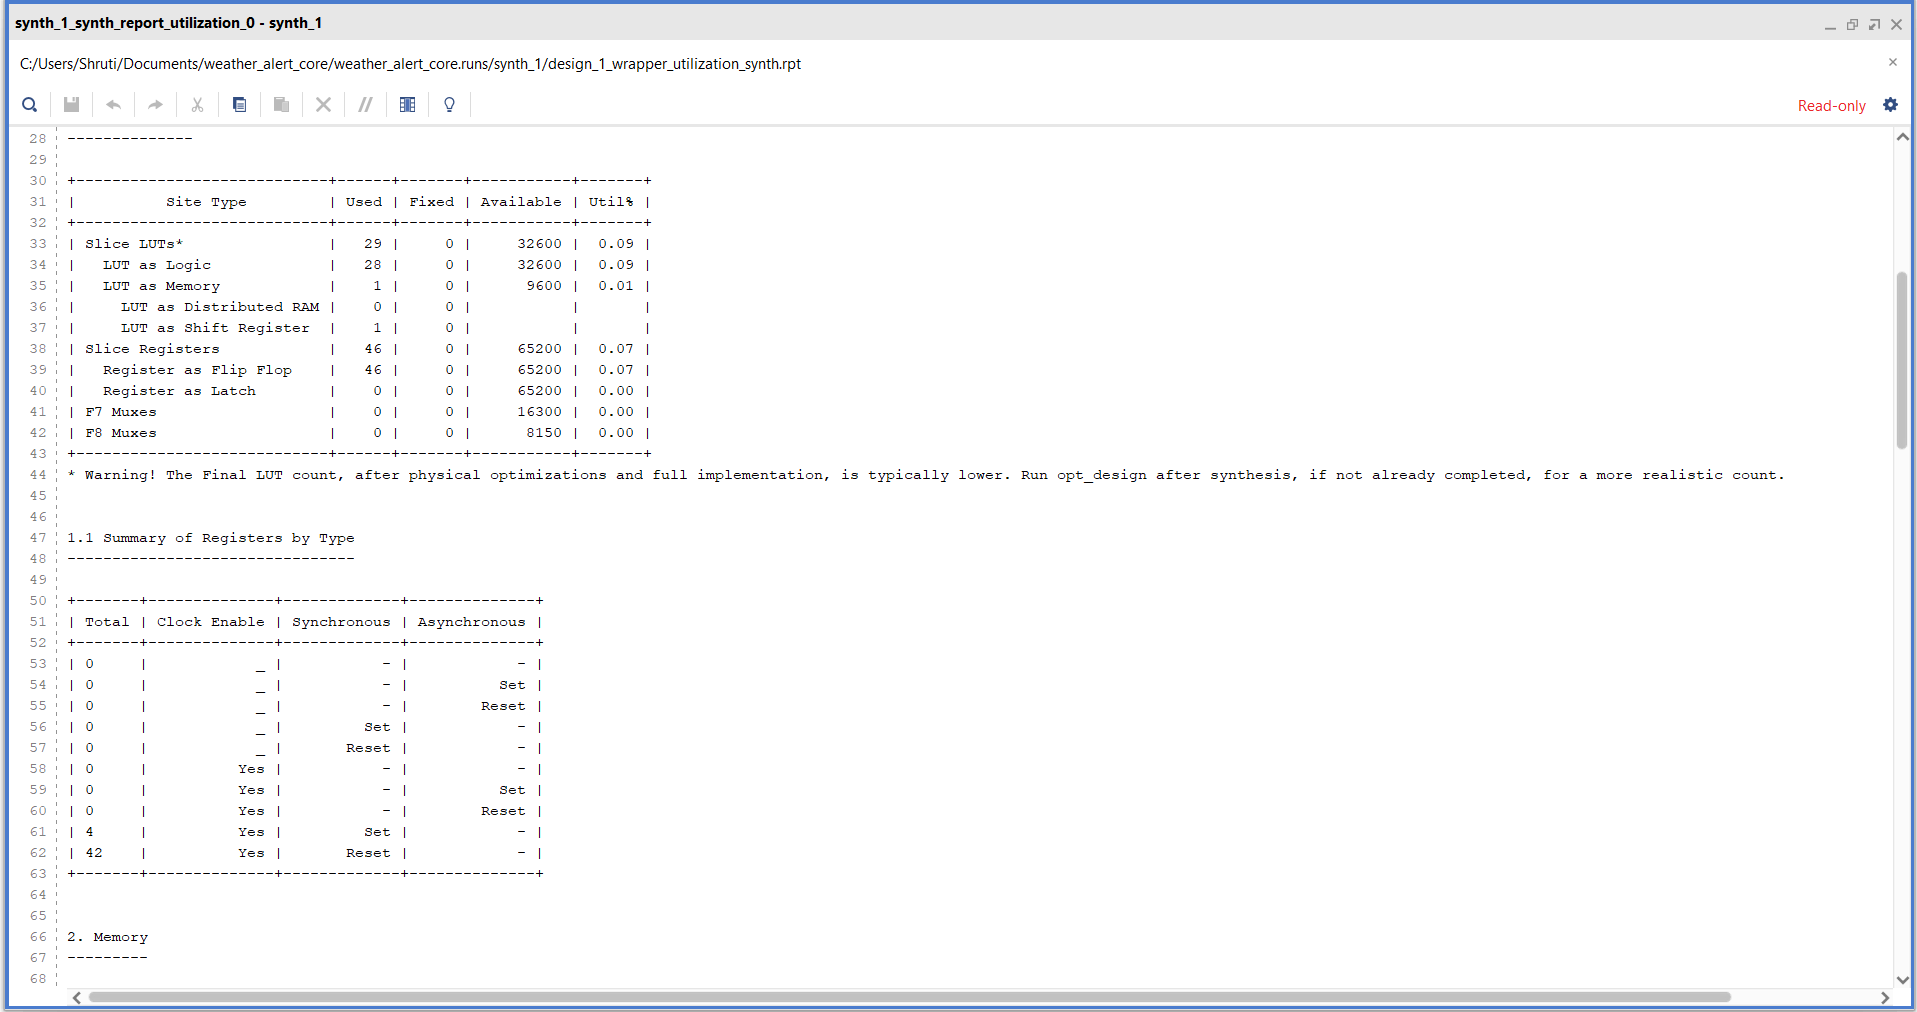 synth_1_synth_report_utilization_0 - synth_1
C:/Users/Shruti/Documents/weather_alert_core/weather_alert_core.runs/synth_1/design_1_wrapper_utilization_synth.rpt
Read-only
28 --------------
29
30 +----------------------------+------+-------+-----------+-------+
31 |          Site Type         | Used | Fixed | Available | Util% |
32 +----------------------------+------+-------+-----------+-------+
33 | Slice LUTs*                |   29 |     0 |     32600 |  0.09 |
34 |   LUT as Logic             |   28 |     0 |     32600 |  0.09 |
35 |   LUT as Memory            |    1 |     0 |      9600 |  0.01 |
36 |     LUT as Distributed RAM |    0 |     0 |           |       |
37 |     LUT as Shift Register  |    1 |     0 |           |       |
38 | Slice Registers            |   46 |     0 |     65200 |  0.07 |
39 |   Register as Flip Flop    |   46 |     0 |     65200 |  0.07 |
40 |   Register as Latch        |    0 |     0 |     65200 |  0.00 |
41 | F7 Muxes                   |    0 |     0 |     16300 |  0.00 |
42 | F8 Muxes                   |    0 |     0 |      8150 |  0.00 |
43 +----------------------------+------+-------+-----------+-------+
44 * Warning! The Final LUT count, after physical optimizations and full implementation, is typically lower. Run opt_design after synthesis, if not already completed, for a more realistic count.
45
46
47 1.1 Summary of Registers by Type
48 --------------------------------
49
50 +-------+--------------+-------------+--------------+
51 | Total | Clock Enable | Synchronous | Asynchronous |
52 +-------+--------------+-------------+--------------+
53 | 0     |            _ |           - |            - |
54 | 0     |            _ |           - |          Set |
55 | 0     |            _ |           - |        Reset |
56 | 0     |            _ |         Set |            - |
57 | 0     |            _ |       Reset |            - |
58 | 0     |          Yes |           - |            - |
59 | 0     |          Yes |           - |          Set |
60 | 0     |          Yes |           - |        Reset |
61 | 4     |          Yes |         Set |            - |
62 | 42    |          Yes |       Reset |            - |
63 +-------+--------------+-------------+--------------+
64
65
66 2. Memory
67 ---------
68